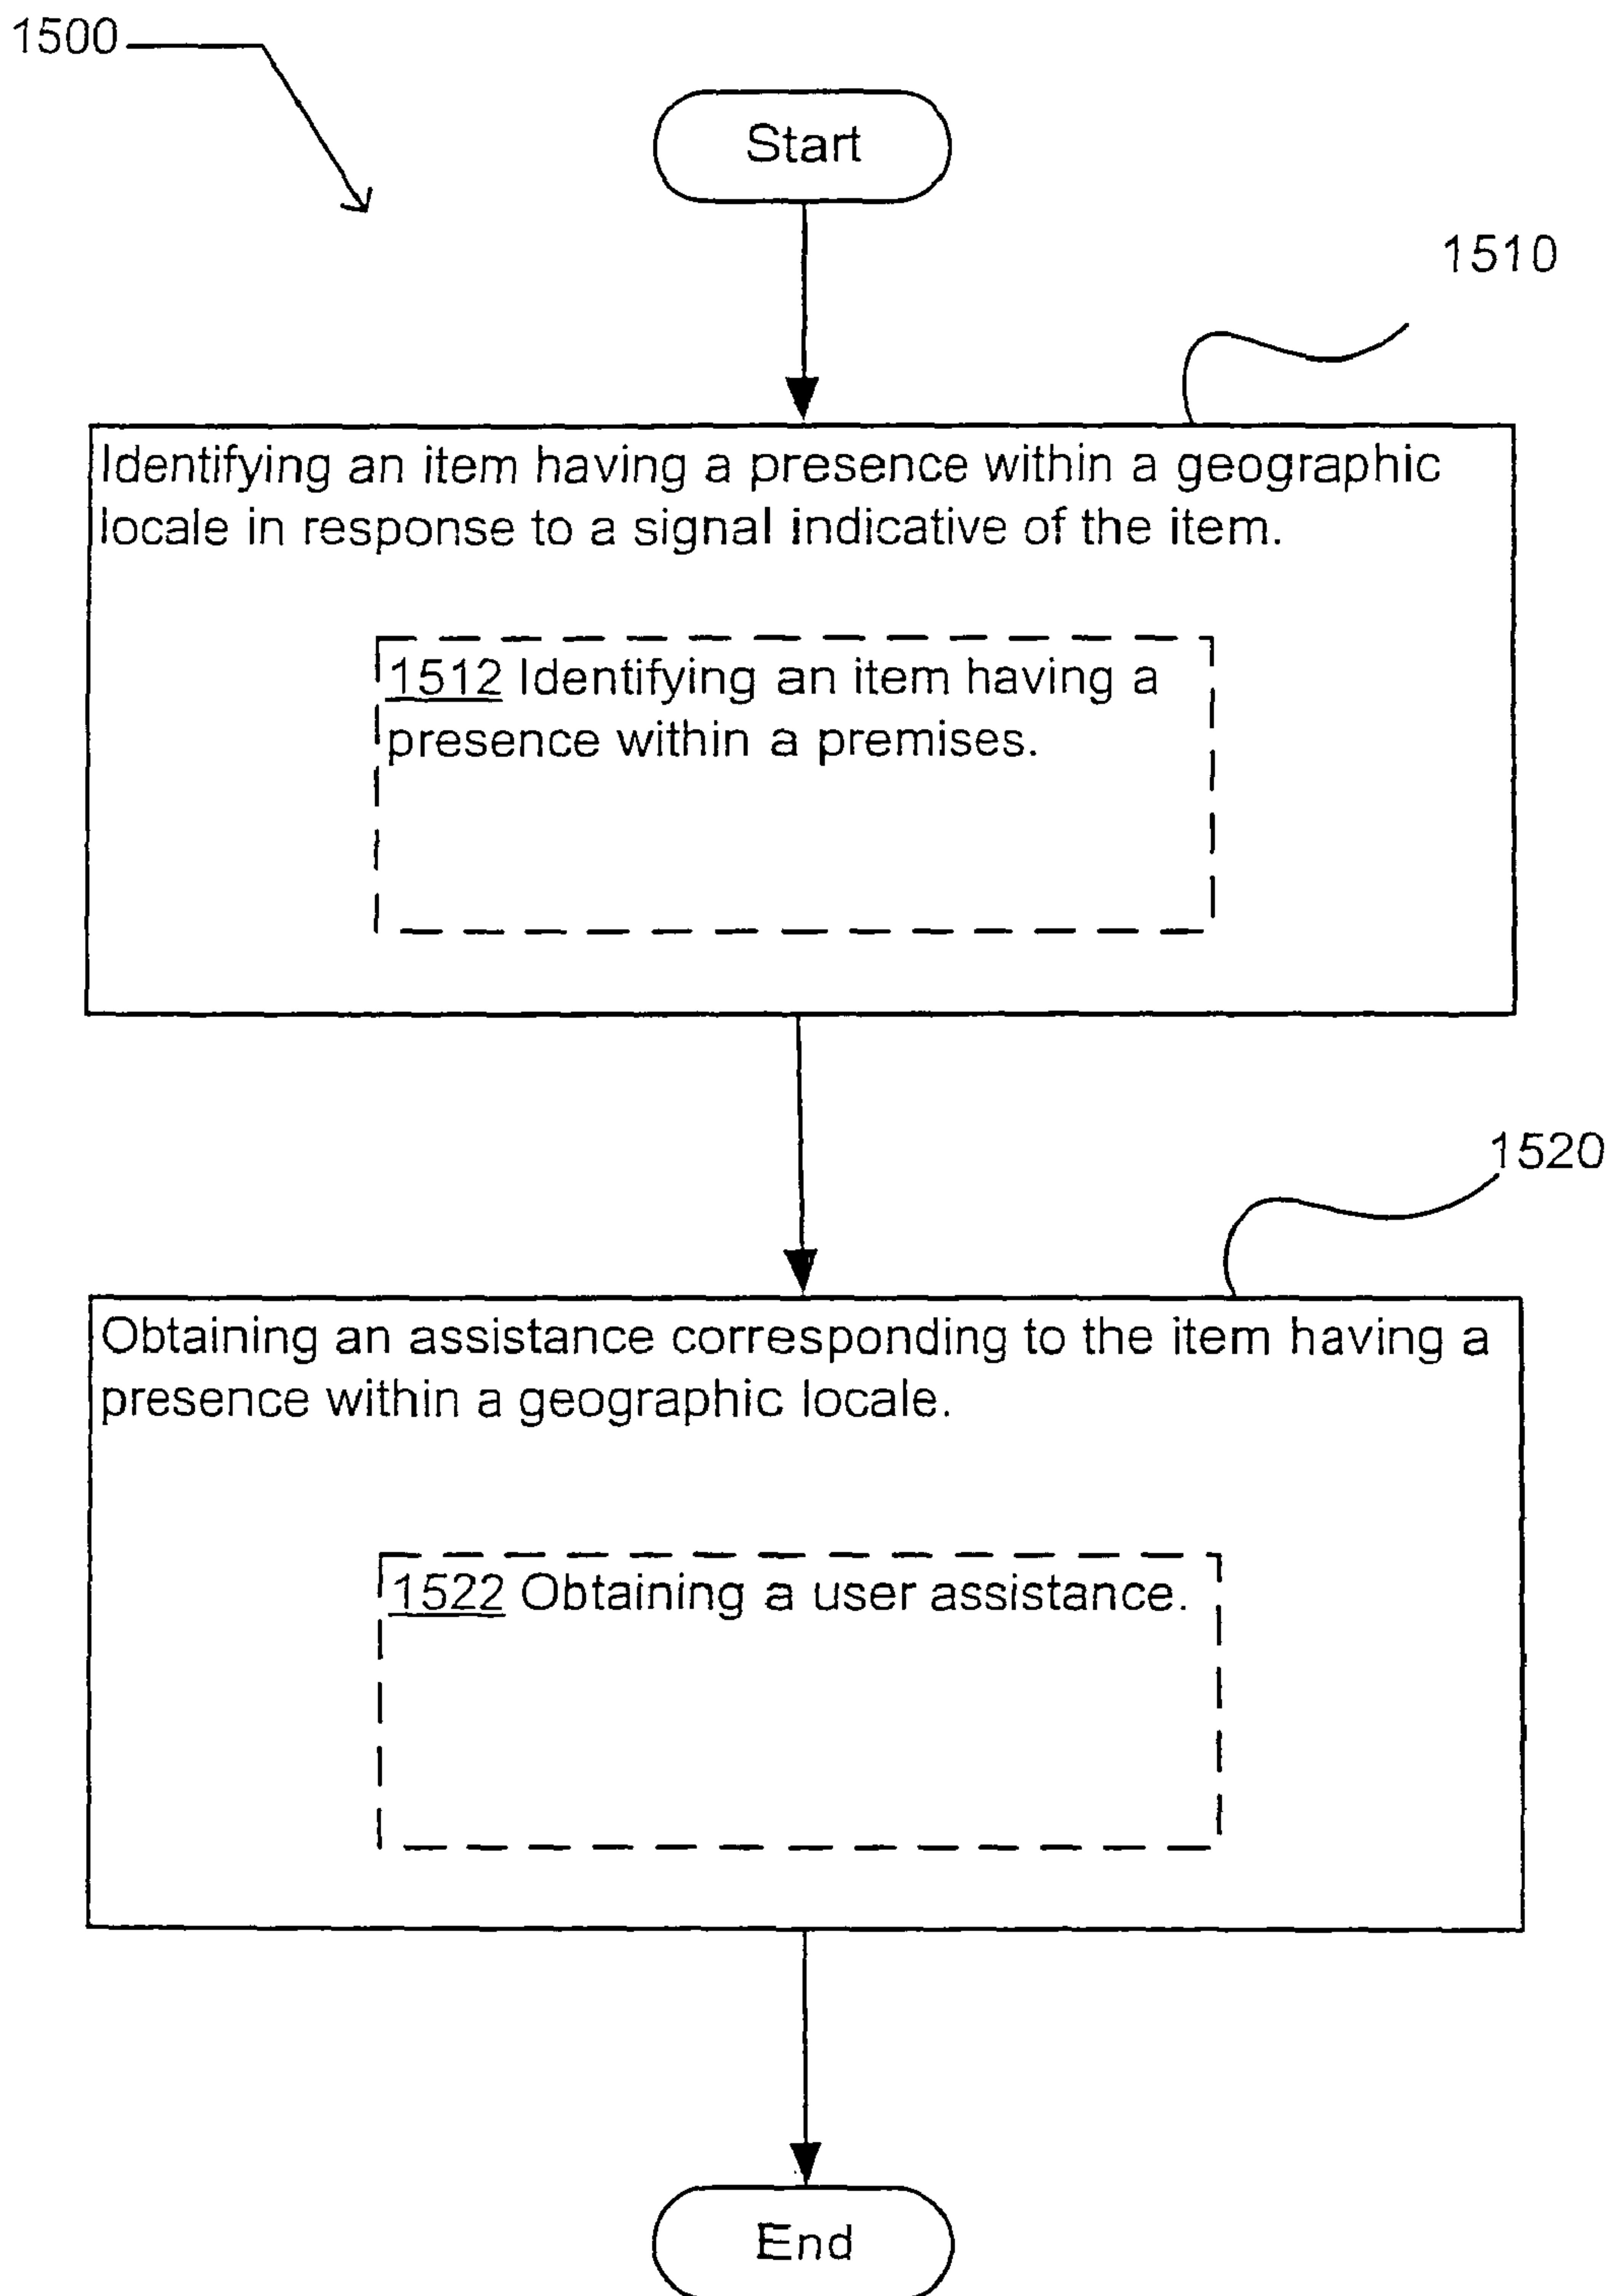 1500
Start
1510
Identifying an item having a presence within a geographic
locale in response to a signal indicative of the item.
1512 Identifying an item having a
presence within a premises.
1520
Obtaining an assistance corresponding to the item having a
presence within a geographic locale.
1522 Obtaining a user assistance.
End